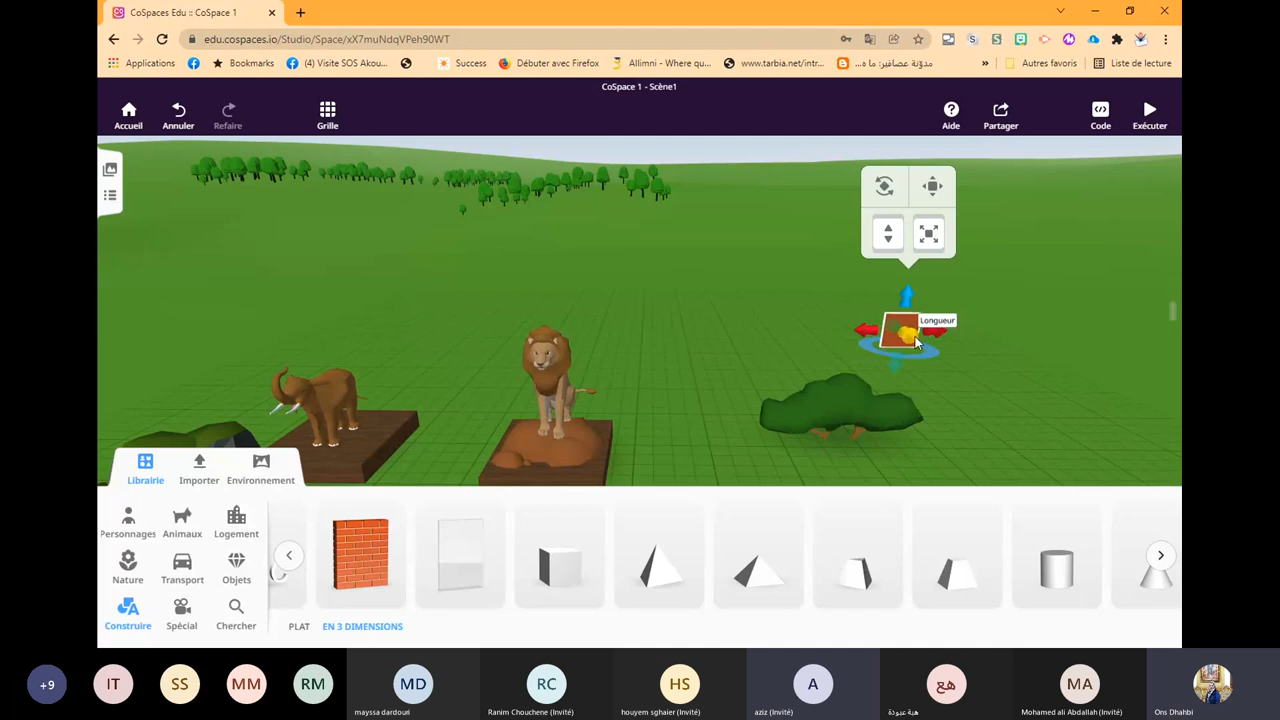 CoSpaces Edu :: CoSpace 1
edu.cospaces.io/Studio/Space/xX7muNdqVPeh90WT
Applications
Bookmarks
(4) Visite SOS Akou...
Success
Débuter avec Firefox
Allimni - Where qu...
www.tarbia.net/intr...
مدوّنة عصافير: ما ه...
»
Autres favoris
Liste de lecture
CoSpace 1 - Scène1
Accueil
Annuler
Refaire
Grille
Aide
Partager
Code
Exécuter
Longueur
Librairie
Importer
Environnement
Personnages
Animaux
Logement
Nature
Transport
Objets
Construire
Spécial
Chercher
PLAT
EN 3 DIMENSIONS
+9
IT
SS
MM
RM
MD
RC
HS
A
هع
MA
mayssa dardouri
Ranim Chouchene (Invité)
houyem sghaier (Invité)
aziz (Invité)
هبة عبودة
Mohamed ali Abdallah (Invité)
Ons Dhahbi